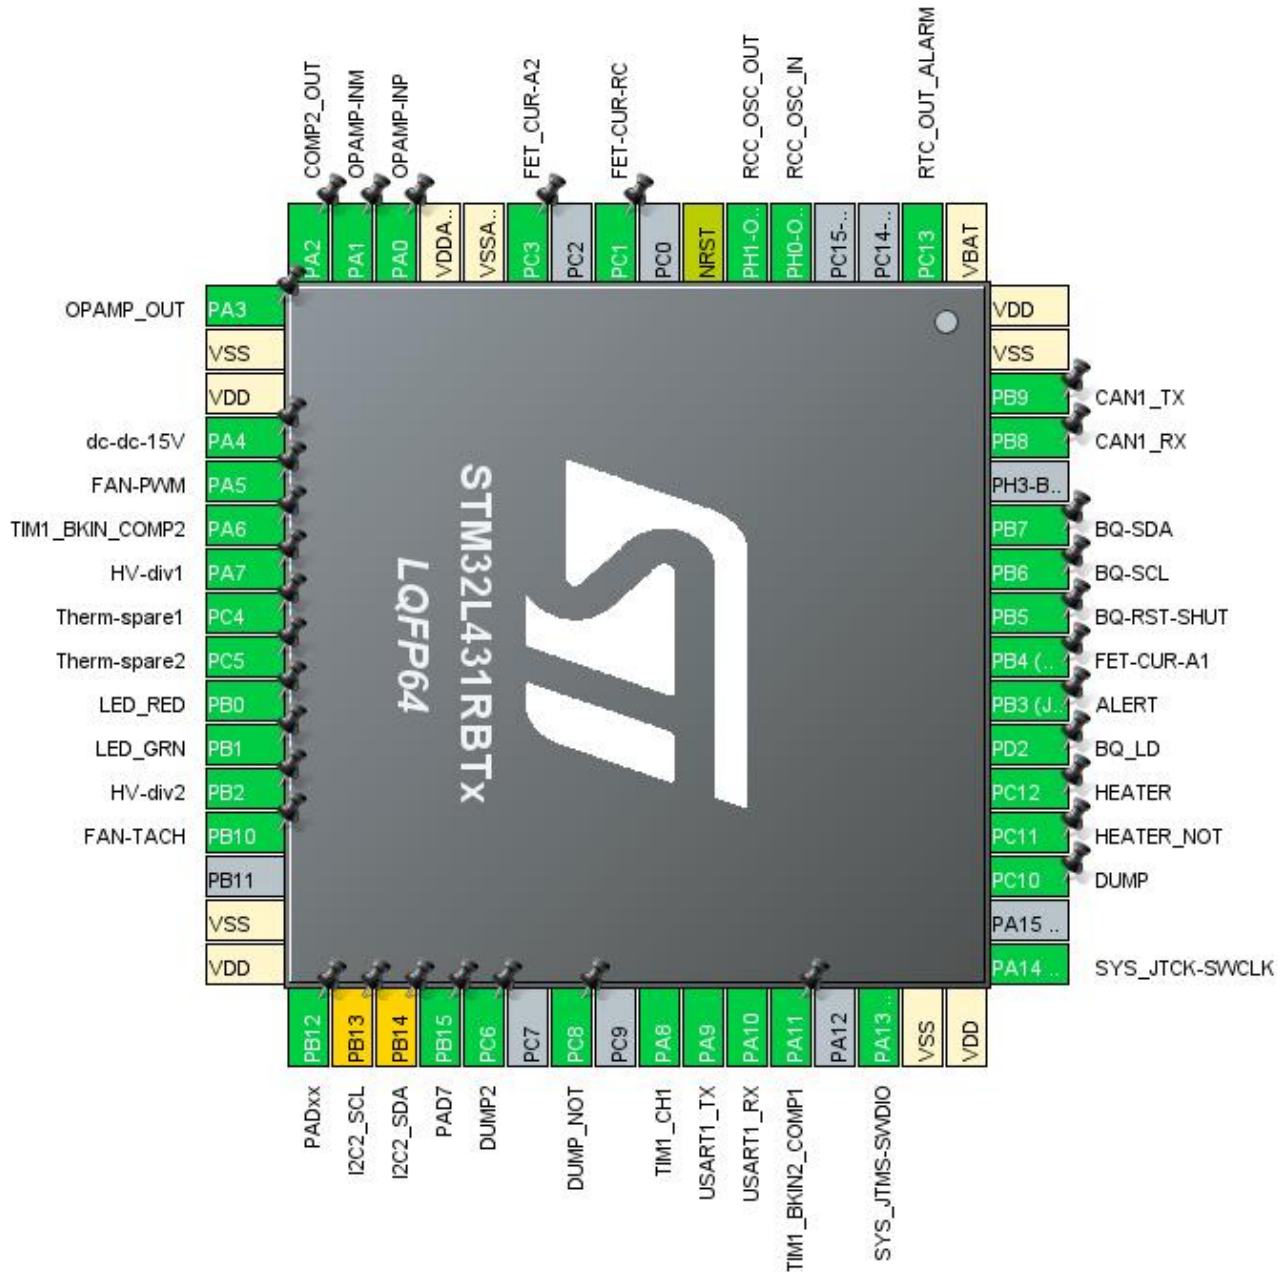 COMP2_OUT
OPAMP-INM
OPAMP-INP
FET_CUR-A2
FET-CUR-RC
RCC_OSC_OUT
RCC_OSC_IN
RTC_OUT_ALARM
PA2
PA1
PA0
VDDA..
VSSA..
PC3
PC2
PC1
PC0
NRST
PH1-O..
PH0-O..
PC15-..
PC14-..
PC13
VBAT
OPAMP_OUT PA3
VSS
VDD
dc-dc-15V PA4
FAN-PWM PA5
TIM1_BKIN_COMP2 PA6
HV-div1 PA7
Therm-spare1 PC4
Therm-spare2 PC5
LED_RED PB0
LED_GRN PB1
HV-div2 PB2
FAN-TACH PB10
PB11
VSS
VDD
STM32L431RBTx
LQFP64
VDD
VSS
PB9 CAN1_TX
PB8 CAN1_RX
PH3-B..
PB7 BQ-SDA
PB6 BQ-SCL
PB5 BQ-RST-SHUT
PB4 (.. FET-CUR-A1
PB3 (J.. ALERT
PD2 BQ_LD
PC12 HEATER
PC11 HEATER_NOT
PC10 DUMP
PA15 ..
PA14 .. SYS_JTCK-SWCLK
PB12
PB13
PB14
PB15
PC6
PC7
PC8
PC9
PA8
PA9
PA10
PA11
PA12
PA13 ..
VSS
VDD
PADxx
I2C2_SCL
I2C2_SDA
PAD7
DUMP2
DUMP_NOT
TIM1_CH1
USART1_TX
USART1_RX
TIM1_BKIN2_COMP1
SYS_JTMS-SWDIO